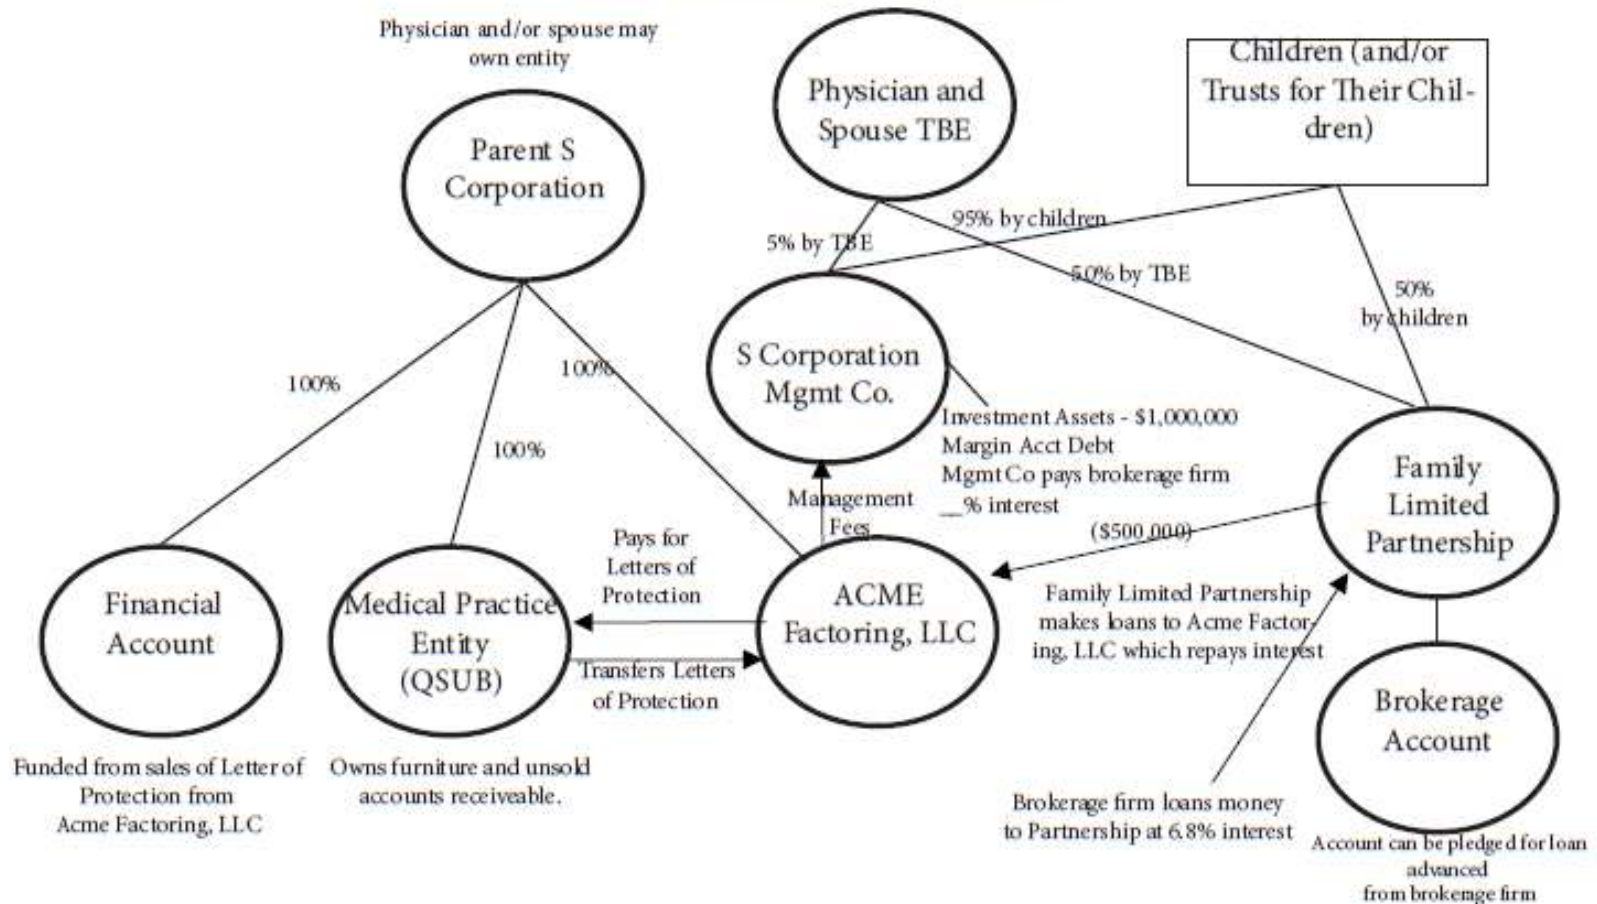 Physician and/or spouse may
own entity
Parent S
Corporation
Physician and
Spouse TBE
Children (and/or
Trusts for Their Chil-
dren)
5% by TBE
95% by children
50% by TBE
50%
by children
100%
100%
100%
S Corporation
Mgmt Co.
Investment Assets - $1,000,000
Margin Acct Debt
Mgmt Co pays brokerage firm
__% interest
Management
Fees
($500,000)
Family
Limited
Partnership
Pays for
Letters of
Protection
Financial
Account
Medical Practice
Entity
(QSUB)
ACME
Factoring, LLC
Transfers Letters
of Protection
Family Limited Partnership
makes loans to Acme Factor-
ing, LLC which repays interest
Brokerage
Account
Funded from sales of Letter of
Protection from
Acme Factoring, LLC
Owns furniture and unsold
accounts receiveable.
Brokerage firm loans money
to Partnership at 6.8% interest
Account can be pledged for loan
advanced
from brokerage firm